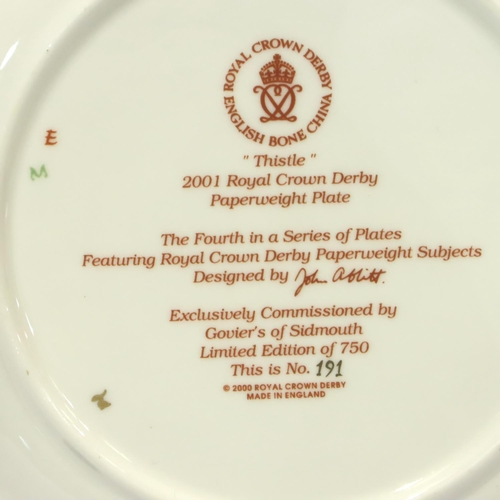 ROYAL CROWN DERBY
ENGLISH BONE CHINA
E
M
" Thistle "
2001 Royal Crown Derby
Paperweight Plate
The Fourth in a Series of Plates
Featuring Royal Crown Derby Paperweight Subjects
Designed by John Ablitt.
Exclusively Commissioned by
Govier's of Sidmouth
Limited Edition of 750
This is No. 191
© 2000 ROYAL CROWN DERBY
MADE IN ENGLAND